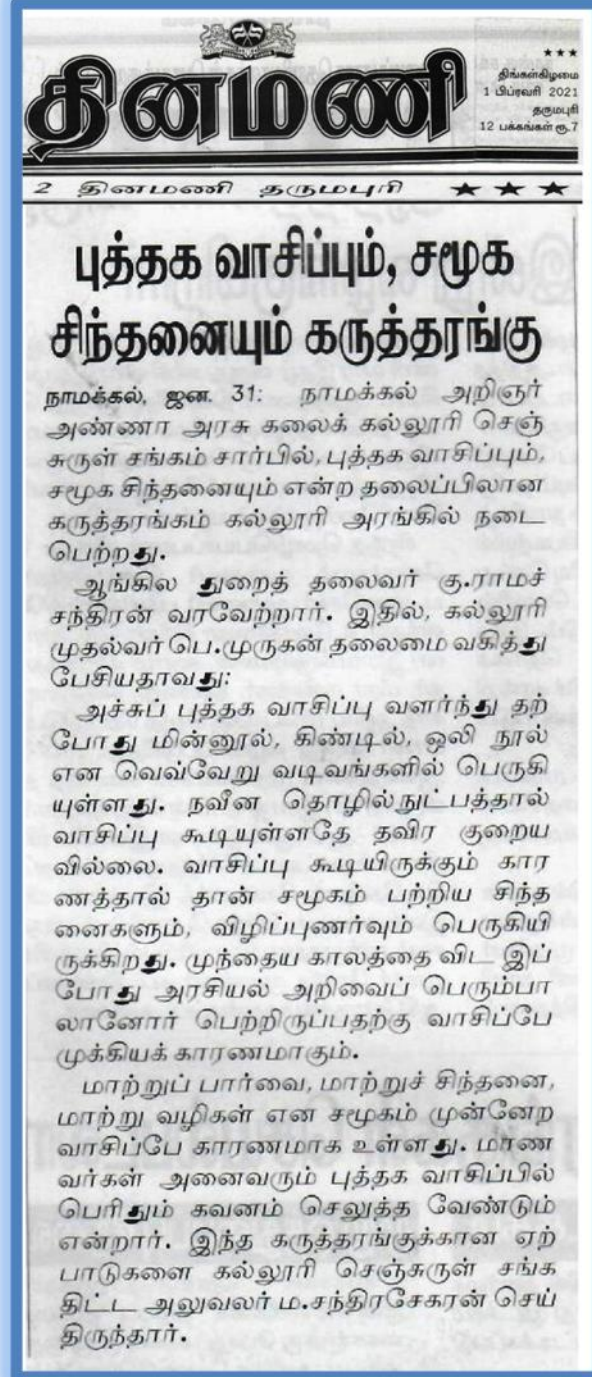 தினமணி
★★★
திங்கள்கிழமை
1 பிப்ரவரி 2021
தருமபுரி
12 பக்கங்கள் ரூ.7
2 தினமணி தருமபுரி ★ ★ ★
புத்தக வாசிப்பும், சமூக
சிந்தனையும் கருத்தரங்கு
நாமக்கல், ஜன. 31: நாமக்கல் அறிஞர்
அண்ணா அரசு கலைக் கல்லூரி செஞ்
சுருள் சங்கம் சார்பில், புத்தக வாசிப்பும்,
சமூக சிந்தனையும் என்ற தலைப்பிலான
கருத்தரங்கம் கல்லூரி அரங்கில் நடை
பெற்றது.
ஆங்கில துறைத் தலைவர் கு.ராமச்
சந்திரன் வரவேற்றார். இதில், கல்லூரி
முதல்வர் பெ.முருகன் தலைமை வகித்து
பேசியதாவது:
அச்சுப் புத்தக வாசிப்பு வளர்ந்து தற்
போது மின்னூல், கிண்டில், ஒலி நூல்
என வெவ்வேறு வடிவங்களில் பெருகி
யுள்ளது. நவீன தொழில்நுட்பத்தால்
வாசிப்பு கூடியுள்ளதே தவிர குறைய
வில்லை. வாசிப்பு கூடியிருக்கும் கார
ணத்தால் தான் சமூகம் பற்றிய சிந்த
னைகளும், விழிப்புணர்வும் பெருகியி
ருக்கிறது. முந்தைய காலத்தை விட இப்
போது அரசியல் அறிவைப் பெரும்பா
லானோர் பெற்றிருப்பதற்கு வாசிப்பே
முக்கியக் காரணமாகும்.
மாற்றுப் பார்வை, மாற்றுச் சிந்தனை,
மாற்று வழிகள் என சமூகம் முன்னேற
வாசிப்பே காரணமாக உள்ளது. மாண
வர்கள் அனைவரும் புத்தக வாசிப்பில்
பெரிதும் கவனம் செலுத்த வேண்டும்
என்றார். இந்த கருத்தரங்குக்கான ஏற்
பாடுகளை கல்லூரி செஞ்சுருள் சங்க
திட்ட அலுவலர் ம.சந்திரசேகரன் செய்
திருந்தார்.